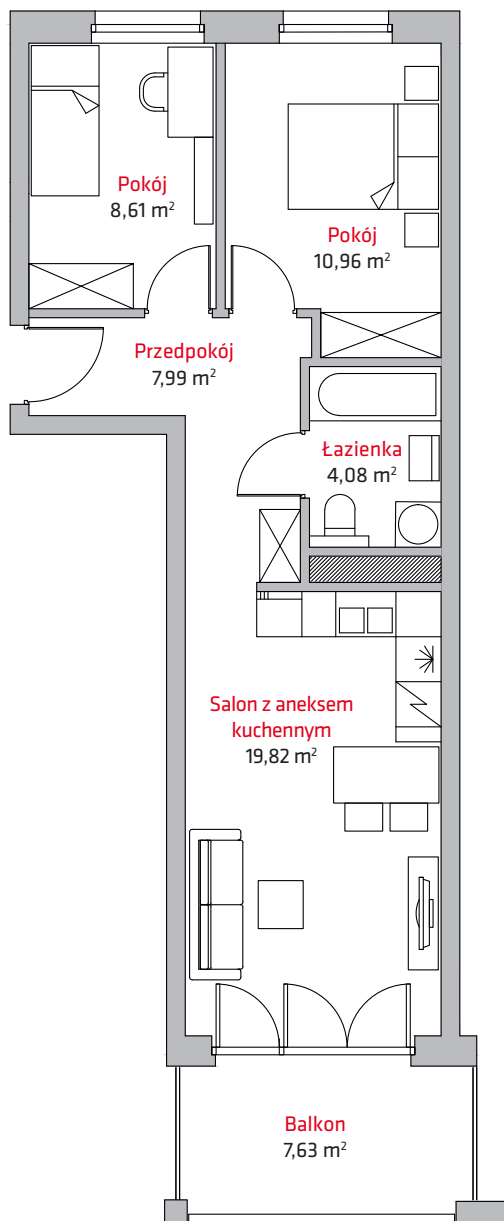 Pokój
8,61 m²
Pokój
10,96 m²
Przedpokój
7,99 m²
Łazienka
4,08 m²
Salon z aneksem
kuchennym
19,82 m²
Balkon
7,63 m²